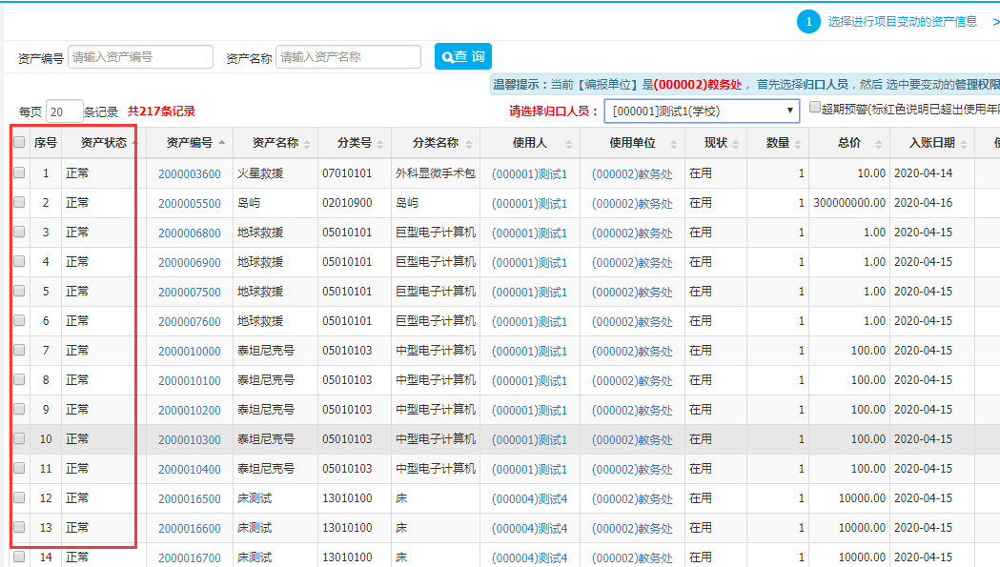 1 选择进行项目变动的资产信息 >
资产编号 请输入资产编号 资产名称 请输入资产名称 查 询
温馨提示：当前【编报单位】是(000002)教务处， 首先选择归口人员，然后 选中要变动的管理权限
每页 20 条记录 共217条记录 请选择归口人员： [000001]测试1(学校) 超期预警(标红色说明已超出使用年
序号 资产状态 资产编号 资产名称 分类号 分类名称 使用人 使用单位 现状 数量 总价 入账日期
1 正常 2000003600 火星救援 07010101 外科显微手术包 (000001)测试1 (000002)教务处 在用 1 10.00 2020-04-14
2 正常 2000005500 岛屿 02010900 岛屿 (000001)测试1 (000002)教务处 在用 1 300000000.00 2020-04-16
3 正常 2000006800 地球救援 05010101 巨型电子计算机 (000001)测试1 (000002)教务处 在用 1 1.00 2020-04-15
4 正常 2000006900 地球救援 05010101 巨型电子计算机 (000001)测试1 (000002)教务处 在用 1 1.00 2020-04-15
5 正常 2000007500 地球救援 05010101 巨型电子计算机 (000001)测试1 (000002)教务处 在用 1 1.00 2020-04-15
6 正常 2000007600 地球救援 05010101 巨型电子计算机 (000001)测试1 (000002)教务处 在用 1 1.00 2020-04-15
7 正常 2000010000 泰坦尼克号 05010103 中型电子计算机 (000001)测试1 (000002)教务处 在用 1 100.00 2020-04-15
8 正常 2000010100 泰坦尼克号 05010103 中型电子计算机 (000001)测试1 (000002)教务处 在用 1 100.00 2020-04-15
9 正常 2000010200 泰坦尼克号 05010103 中型电子计算机 (000001)测试1 (000002)教务处 在用 1 100.00 2020-04-15
10 正常 2000010300 泰坦尼克号 05010103 中型电子计算机 (000001)测试1 (000002)教务处 在用 1 100.00 2020-04-15
11 正常 2000010400 泰坦尼克号 05010103 中型电子计算机 (000001)测试1 (000002)教务处 在用 1 100.00 2020-04-15
12 正常 2000016500 床测试 13010100 床 (000004)测试4 (000002)教务处 在用 1 10000.00 2020-04-15
13 正常 2000016600 床测试 13010100 床 (000004)测试4 (000002)教务处 在用 1 10000.00 2020-04-15
14 正常 2000016700 床测试 13010100 床 (000004)测试4 (000002)教务处 在用 1 10000.00 2020-04-15